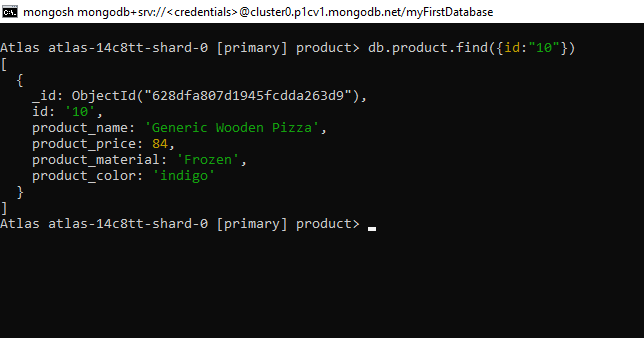 mongosh mongodb+srv://<credentials>@cluster0.p1cv1.mongodb.net/myFirstDatabase
Atlas atlas-14c8tt-shard-0 [primary] product> db.product.find({id:"10"})
[
  {
    _id: ObjectId("628dfa807d1945fcdda263d9"),
    id: '10',
    product_name: 'Generic Wooden Pizza',
    product_price: 84,
    product_material: 'Frozen',
    product_color: 'indigo'
  }
]
Atlas atlas-14c8tt-shard-0 [primary] product>